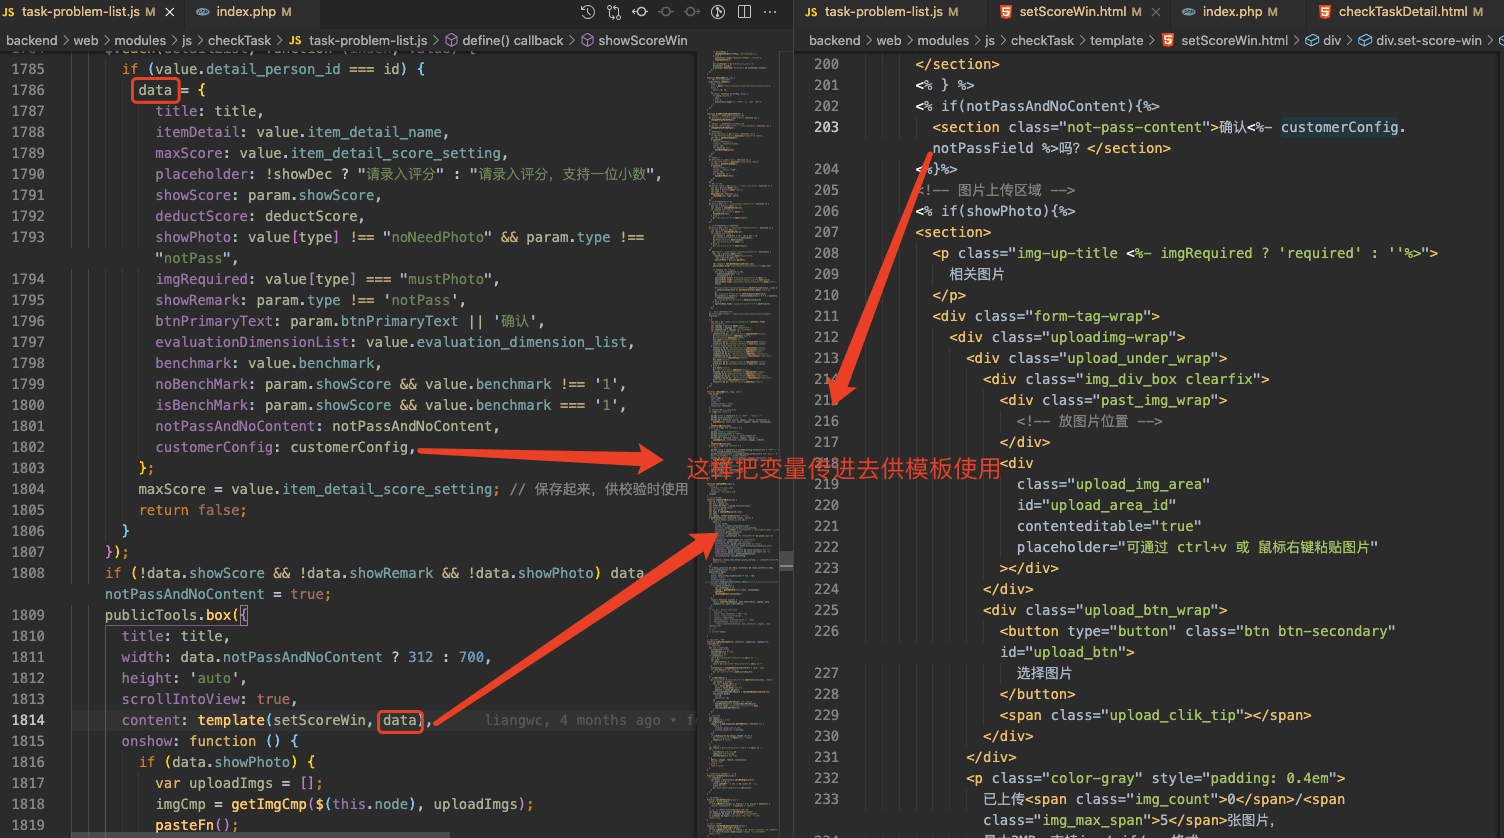 JS task-problem-list.js M
index.php M
backend > web > modules > js > checkTask > JS task-problem-list.js > define() callback > showScoreWin
1785 if (value.detail_person_id === id) {
1786 data = {
1787 title: title,
1788 itemDetail: value.item_detail_name,
1789 maxScore: value.item_detail_score_setting,
1790 placeholder: !showDec ? "请录入评分" : "请录入评分，支持一位小数",
1791 showScore: param.showScore,
1792 deductScore: deductScore,
1793 showPhoto: value[type] !== "noNeedPhoto" && param.type !==
"notPass",
1794 imgRequired: value[type] === "mustPhoto",
1795 showRemark: param.type !== 'notPass',
1796 btnPrimaryText: param.btnPrimaryText || '确认',
1797 evaluationDimensionList: value.evaluation_dimension_list,
1798 benchmark: value.benchmark,
1799 noBenchMark: param.showScore && value.benchmark !== '1',
1800 isBenchMark: param.showScore && value.benchmark === '1',
1801 notPassAndNoContent: notPassAndNoContent,
1802 customerConfig: customerConfig,
1803 };
1804 maxScore = value.item_detail_score_setting; // 保存起来，供校验时使用
1805 return false;
1806 }
1807 });
1808 if (!data.showScore && !data.showRemark && !data.showPhoto) data.
notPassAndNoContent = true;
1809 publicTools.box({
1810 title: title,
1811 width: data.notPassAndNoContent ? 312 : 700,
1812 height: 'auto',
1813 scrollIntoView: true,
1814 content: template(setScoreWin, data), liangwc, 4 months ago •
1815 onshow: function () {
1816 if (data.showPhoto) {
1817 var uploadImgs = [];
1818 imgCmp = getImgCmp($(this.node), uploadImgs);
1819 pasteFn();
这样把变量传进去供模板使用
JS task-problem-list.js M
setScoreWin.html M
index.php M
checkTaskDetail.html M
backend > web > modules > js > checkTask > template > setScoreWin.html > div > div.set-score-win >
200 </section>
201 <% } %>
202 <% if(notPassAndNoContent){%>
203 <section class="not-pass-content">确认<%- customerConfig.
notPassField %>吗？</section>
204 <%}%>
205 <!-- 图片上传区域 -->
206 <% if(showPhoto){%>
207 <section>
208 <p class="img-up-title <%- imgRequired ? 'required' : ''%>">
209 相关图片
210 </p>
211 <div class="form-tag-wrap">
212 <div class="uploadimg-wrap">
213 <div class="upload_under_wrap">
214 <div class="img_div_box clearfix">
215 <div class="past_img_wrap">
216 <!-- 放图片位置 -->
217 </div>
218 <div
219 class="upload_img_area"
220 id="upload_area_id"
221 contenteditable="true"
222 placeholder="可通过 ctrl+v 或 鼠标右键粘贴图片"
223 ></div>
224 </div>
225 <div class="upload_btn_wrap">
226 <button type="button" class="btn btn-secondary"
id="upload_btn">
227 选择图片
228 </button>
229 <span class="upload_clik_tip"></span>
230 </div>
231 </div>
232 <p class="color-gray" style="padding: 0.4em">
233 已上传<span class="img_count">0</span>/<span
class="img_max_span">5</span>张图片，